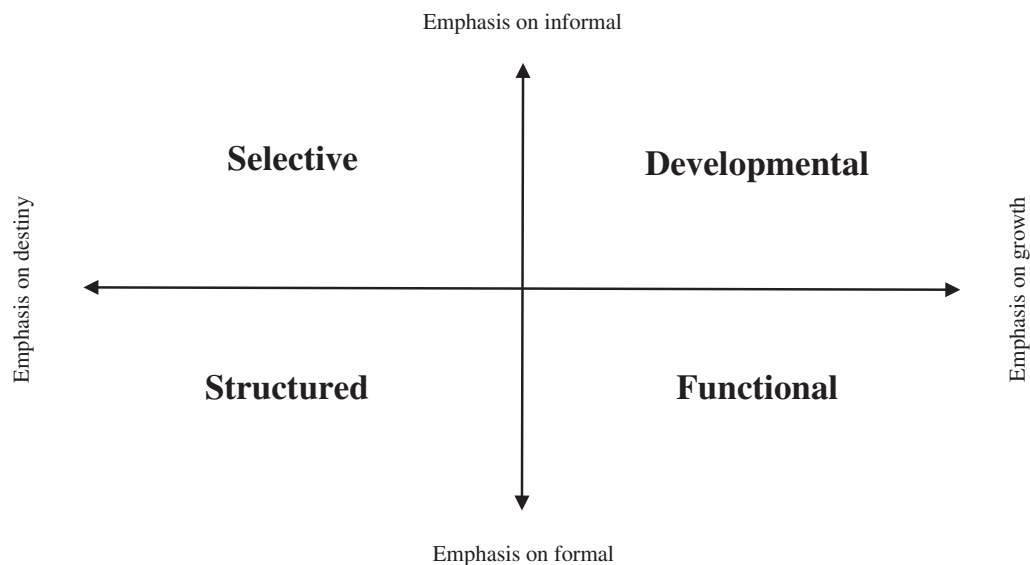 Emphasis on informal
Selective
Developmental
Emphasis on destiny
Emphasis on growth
Structured
Functional
Emphasis on formal